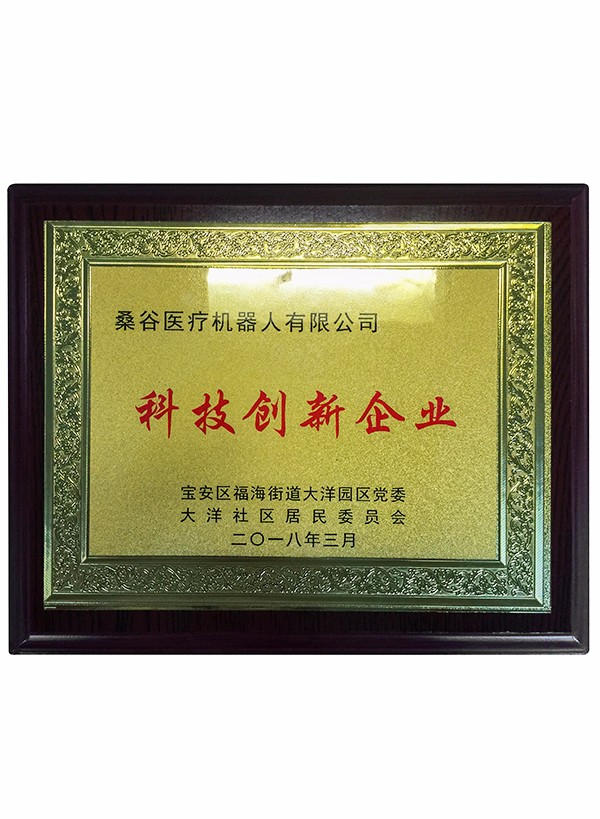 桑谷医疗机器人有限公司
科技创新企业
宝安区福海街道大洋园区党委
大洋社区居民委员会
二〇一八年三月